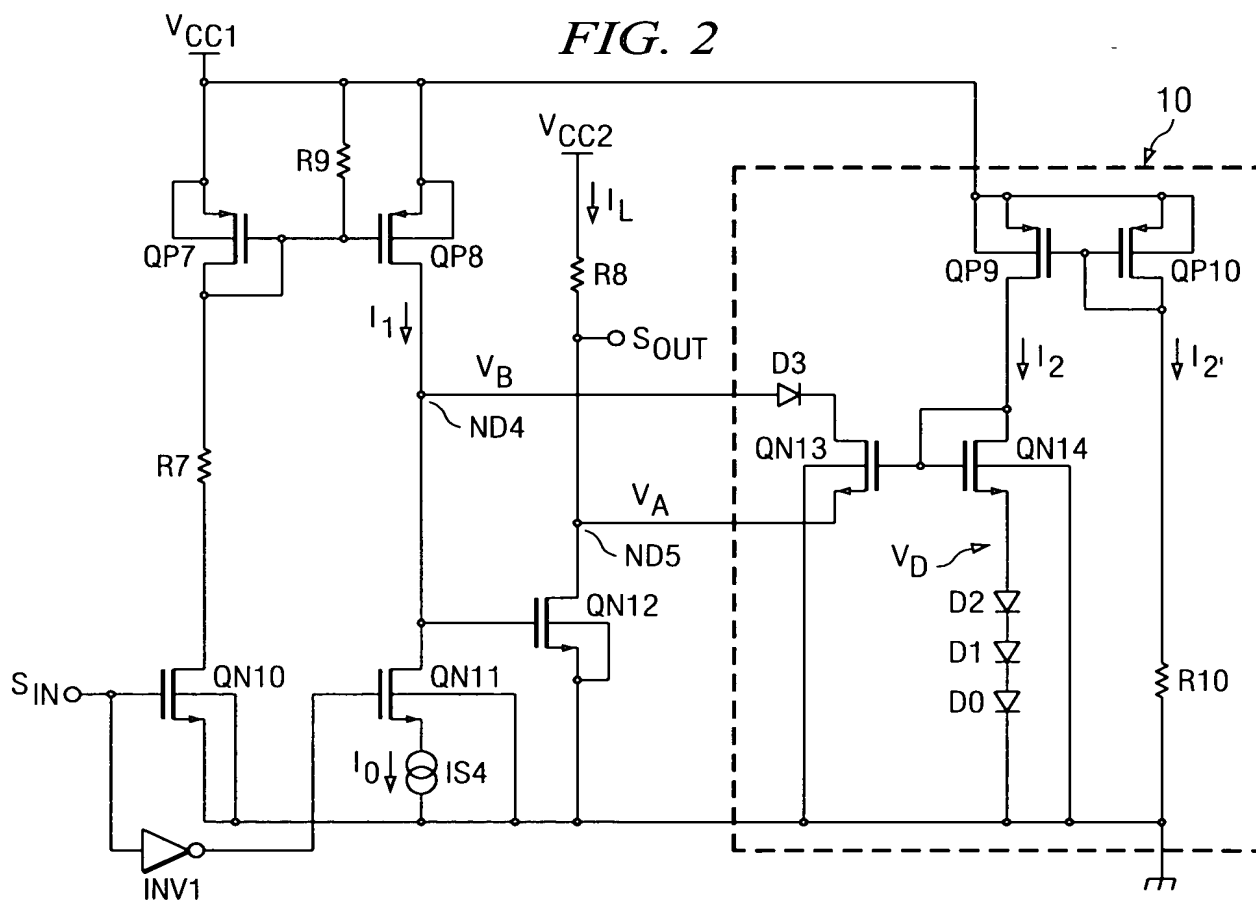 FIG. 2
VCC1
10
VCC2
R9
IL
QP7
QP8
R8
QP9
QP10
I1
SOUT
I2
I2'
D3
VB
ND4
QN13
QN14
R7
VA
ND5
VD
QN12
D2
D1
SIN
QN10
QN11
R10
D0
I0
IS4
INV1